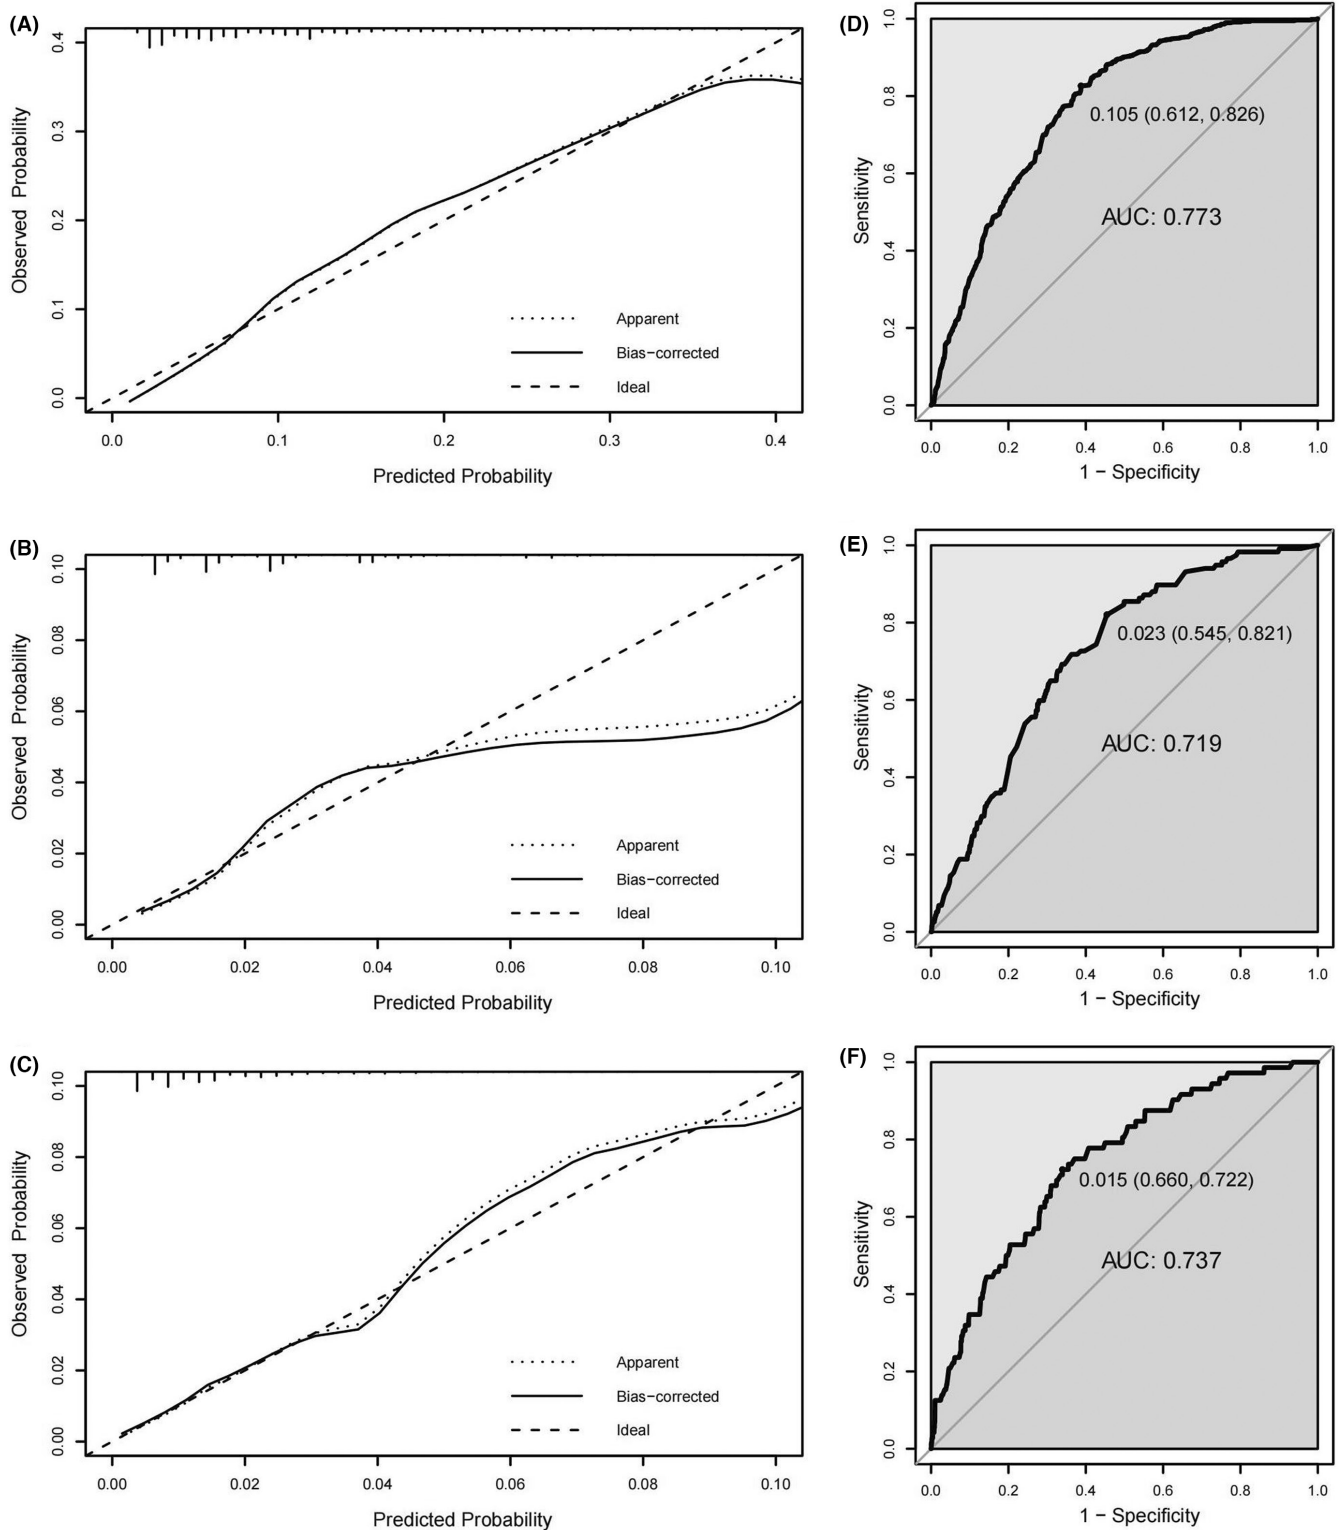 (A)
0.4
0.3
0.2
0.1
0.0
Observed Probability
Apparent
Bias−corrected
Ideal
0.0 0.1 0.2 0.3 0.4
Predicted Probability
(D)
1.0
0.8
0.6
0.4
0.2
0.0
Sensitivity
0.105 (0.612, 0.826)
AUC: 0.773
0.0 0.2 0.4 0.6 0.8 1.0
1 − Specificity
(B)
0.10
0.08
0.06
0.04
0.02
0.00
Observed Probability
Apparent
Bias−corrected
Ideal
0.00 0.02 0.04 0.06 0.08 0.10
Predicted Probability
(E)
1.0
0.8
0.6
0.4
0.2
0.0
Sensitivity
0.023 (0.545, 0.821)
AUC: 0.719
0.0 0.2 0.4 0.6 0.8 1.0
1 − Specificity
(C)
0.10
0.08
0.06
0.04
0.02
0.00
Observed Probability
Apparent
Bias−corrected
Ideal
0.00 0.02 0.04 0.06 0.08 0.10
Predicted Probability
(F)
1.0
0.8
0.6
0.4
0.2
0.0
Sensitivity
0.015 (0.660, 0.722)
AUC: 0.737
0.0 0.2 0.4 0.6 0.8 1.0
1 − Specificity